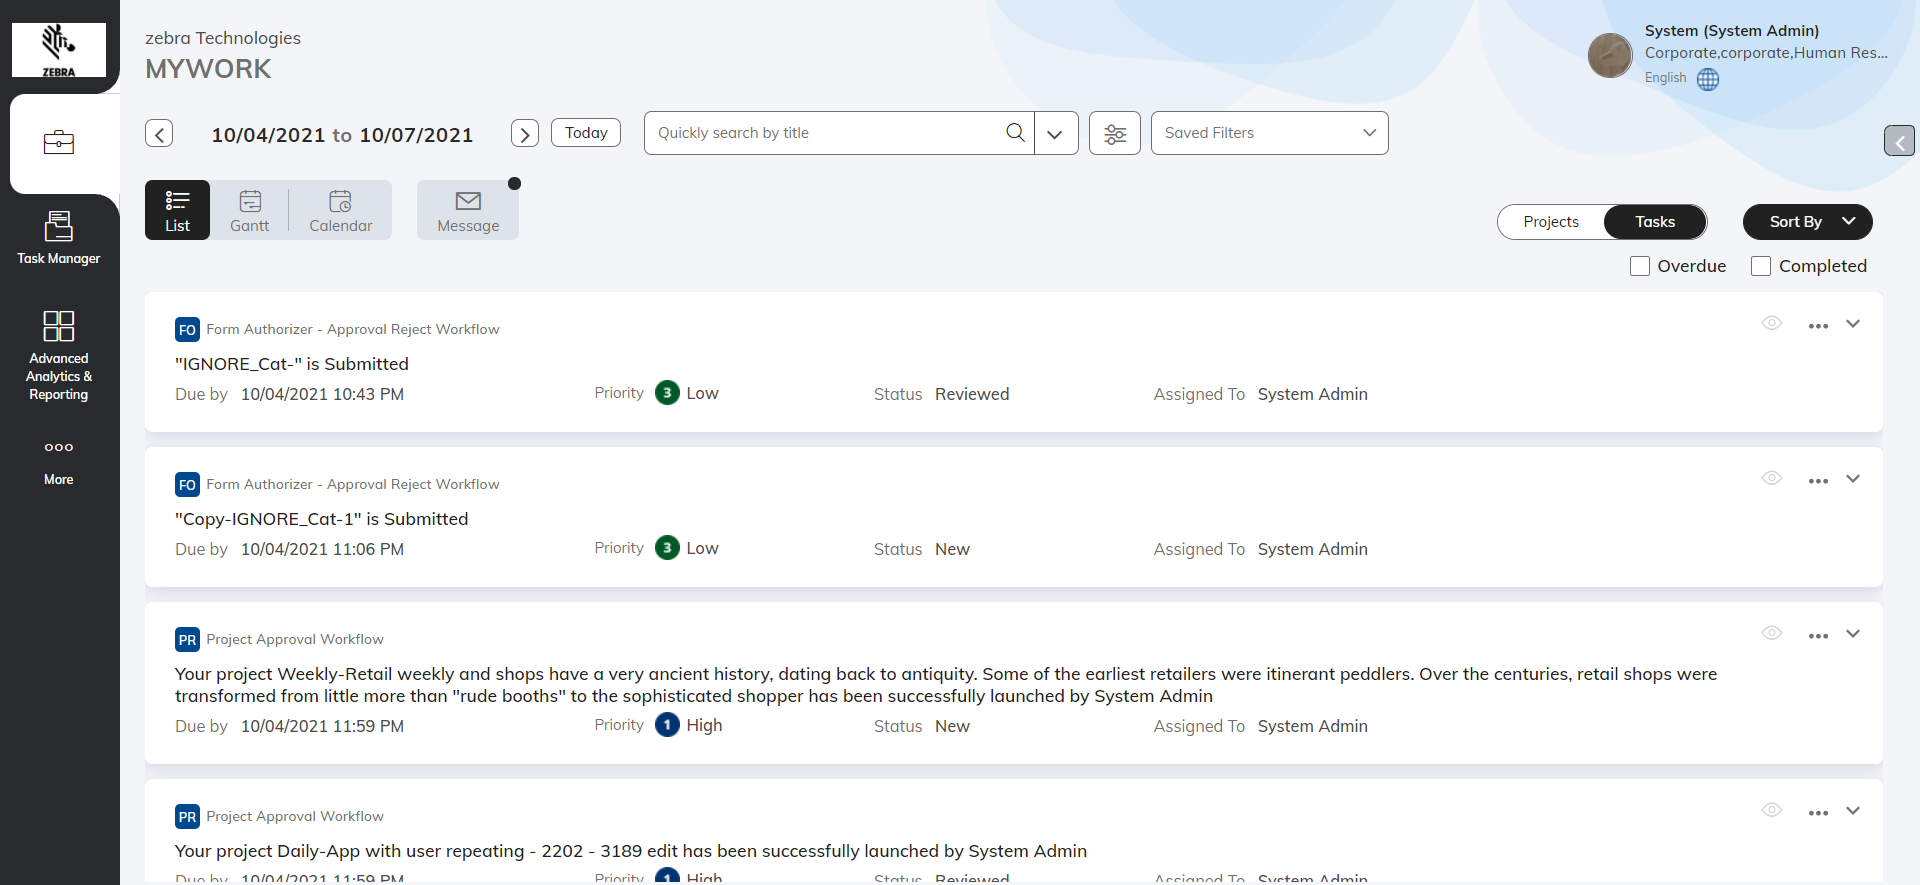 ZEBRA
zebra Technologies
MYWORK
System (System Admin)
Corporate,corporate,Human Res...
English
10/04/2021 to 10/07/2021
Today
Quickly search by title
Saved Filters
List
Gantt
Calendar
Message
Projects
Tasks
Sort By
Overdue
Completed
Task Manager
Advanced
Analytics &
Reporting
More
FO Form Authorizer - Approval Reject Workflow
"IGNORE_Cat-" is Submitted
Due by 10/04/2021 10:43 PM Priority 3 Low Status Reviewed Assigned To System Admin
FO Form Authorizer - Approval Reject Workflow
"Copy-IGNORE_Cat-1" is Submitted
Due by 10/04/2021 11:06 PM Priority 3 Low Status New Assigned To System Admin
PR Project Approval Workflow
Your project Weekly-Retail weekly and shops have a very ancient history, dating back to antiquity. Some of the earliest retailers were itinerant peddlers. Over the centuries, retail shops were
transformed from little more than "rude booths" to the sophisticated shopper has been successfully launched by System Admin
Due by 10/04/2021 11:59 PM Priority 1 High Status New Assigned To System Admin
PR Project Approval Workflow
Your project Daily-App with user repeating - 2202 - 3189 edit has been successfully launched by System Admin
Due by 10/04/2021 11:59 PM Priority 1 High Status Reviewed Assigned To System Admin